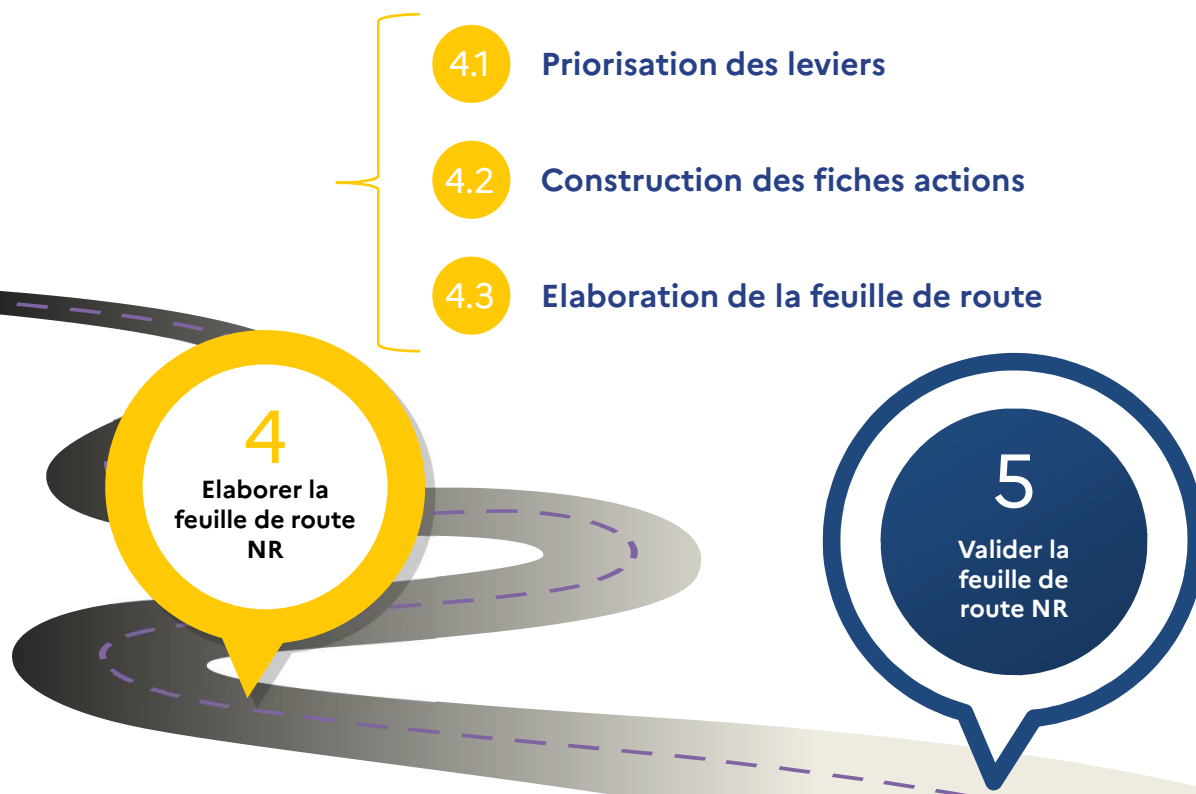 4.1 Priorisation des leviers
4.2 Construction des fiches actions
4.3 Elaboration de la feuille de route
4
Elaborer la
feuille de route
NR
5
Valider la
feuille de
route NR